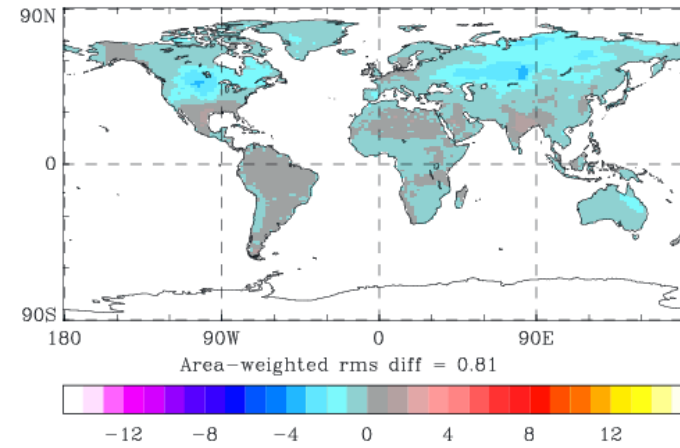 90N
0
90S
180 90W 0 90E
Area-weighted rms diff = 0.81
-12 -8 -4 0 4 8 12